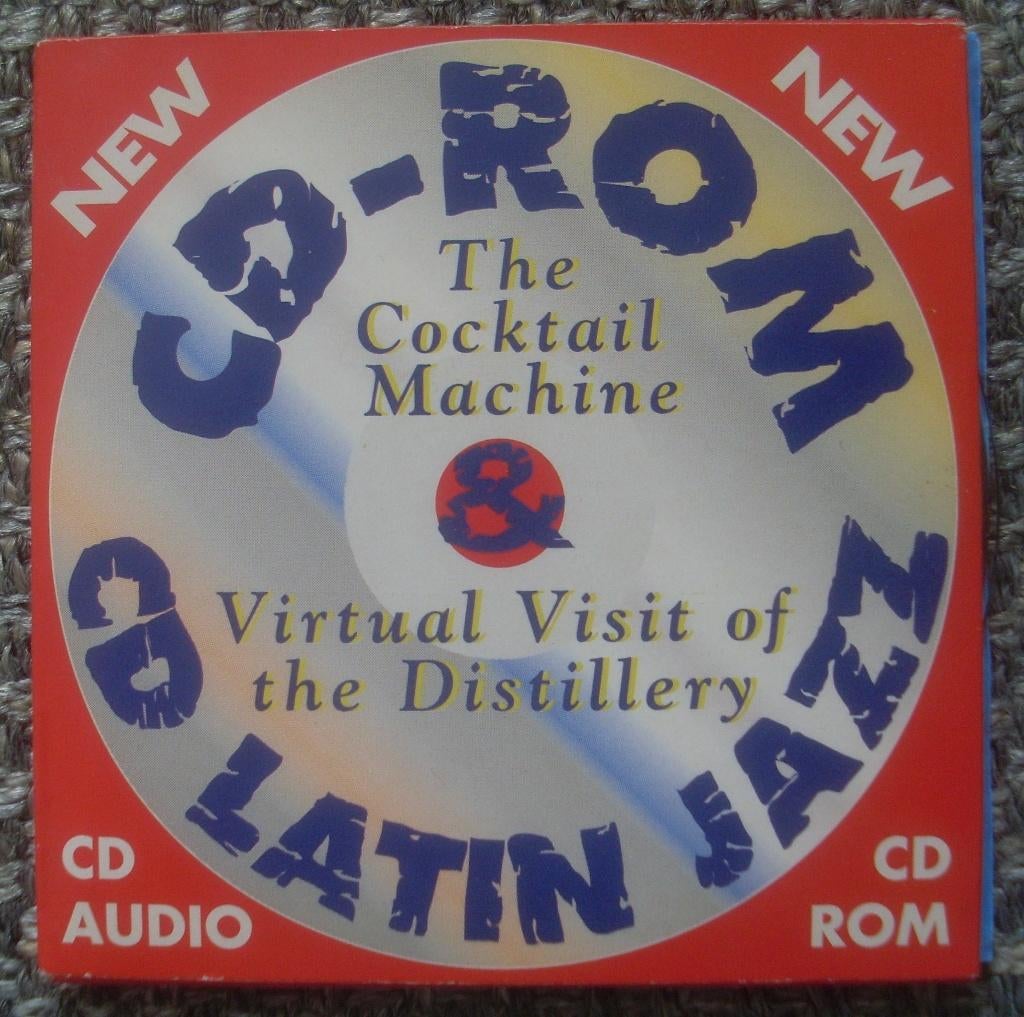 NEW
NEW
CD-ROM
The
Cocktail
Machine
&
Virtual Visit of
the Distillery
CD LATIN JAZZ
CD
AUDIO
CD
ROM